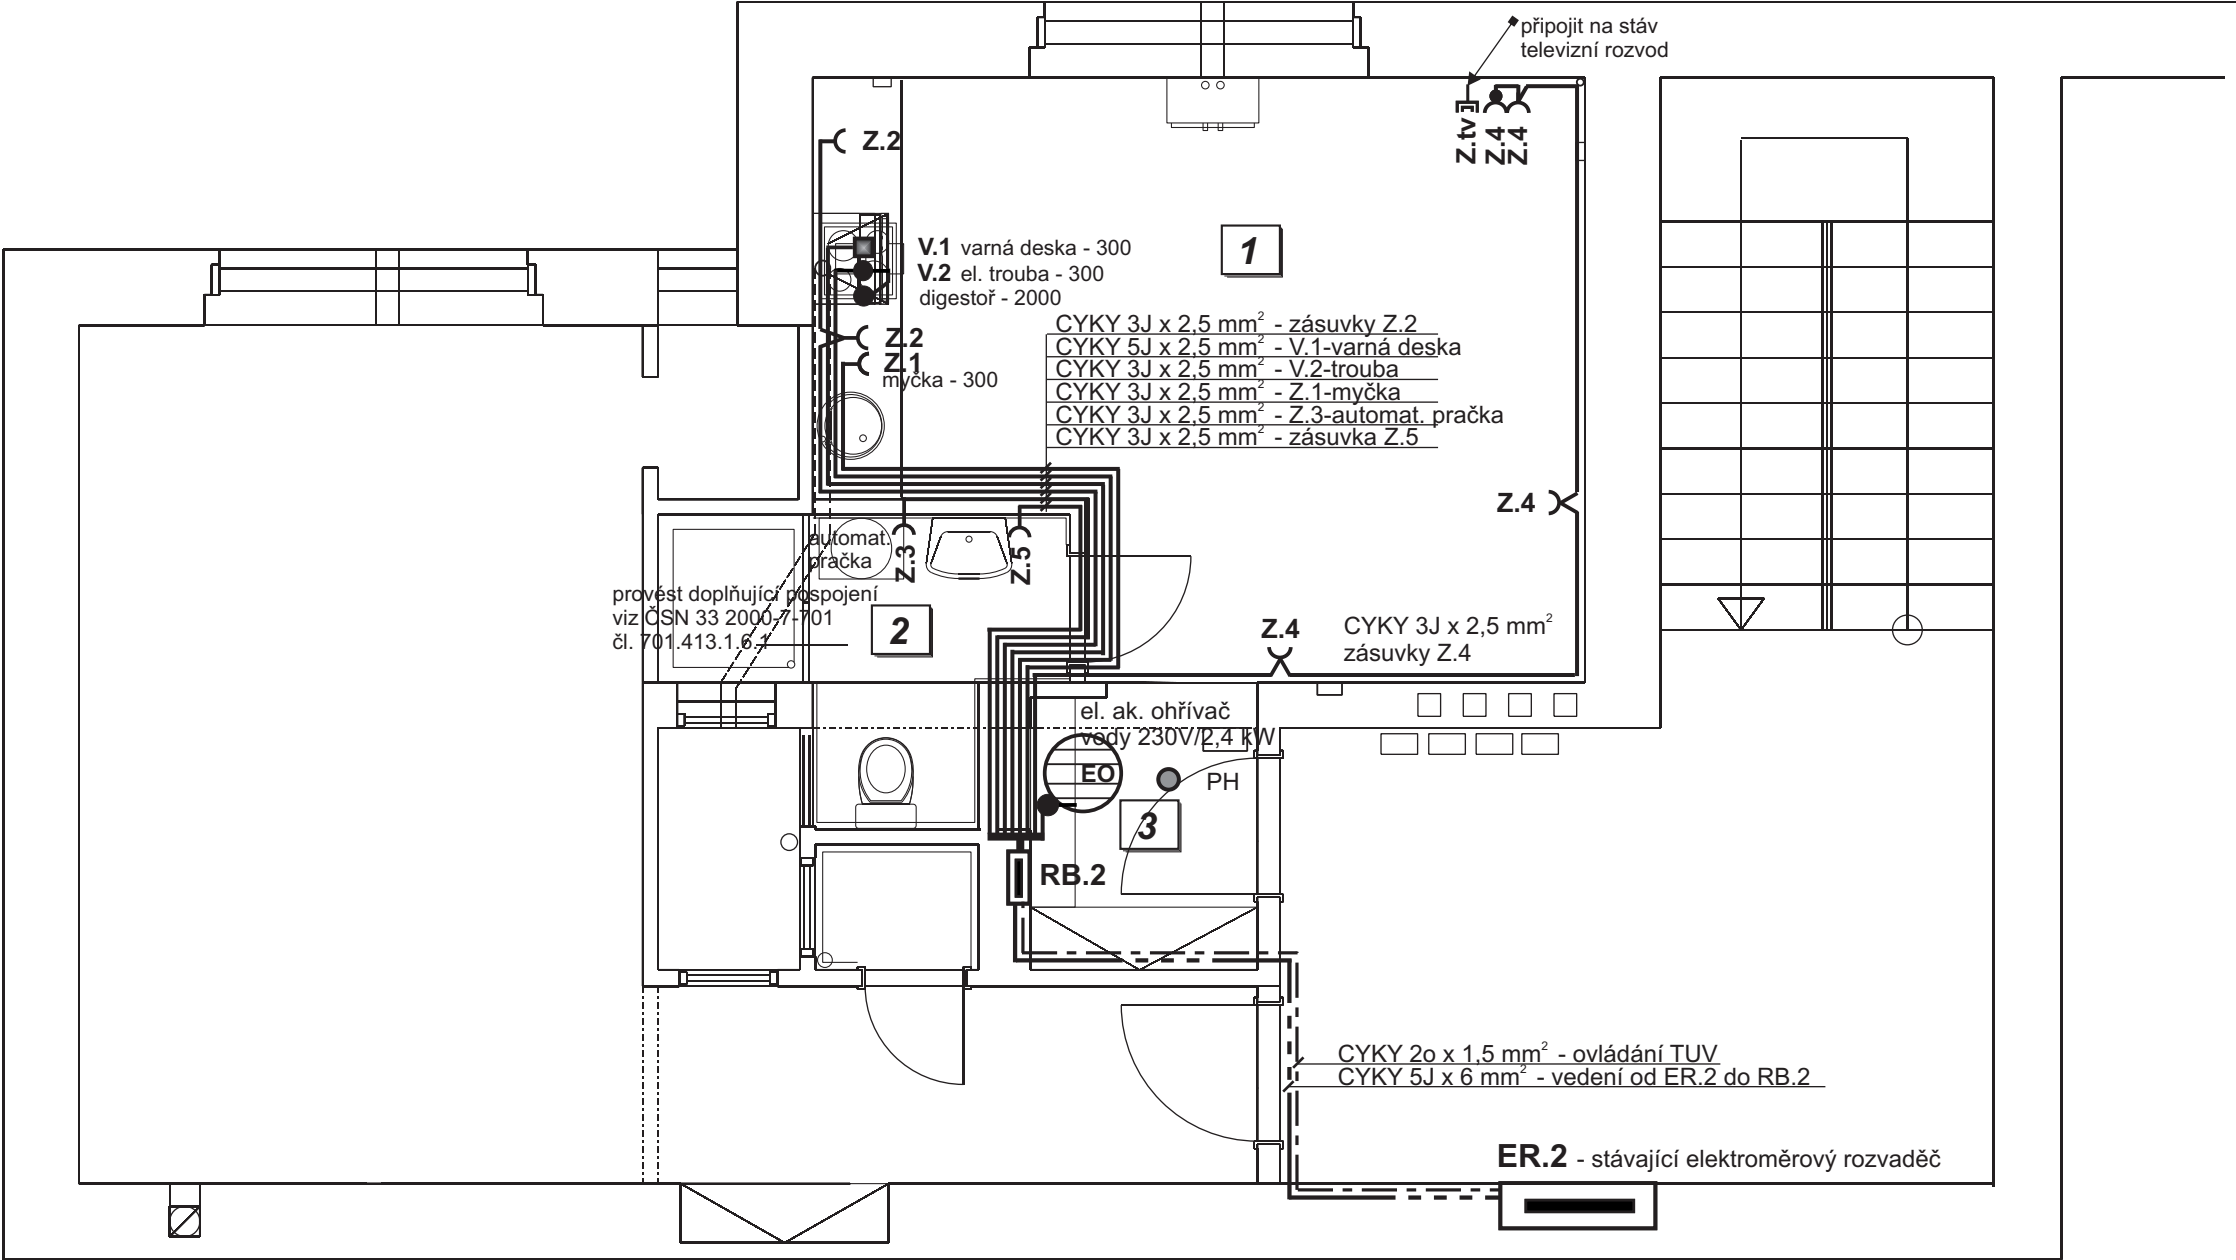 připojit na stáv
televizní rozvod
Z.tv
Z.4
Z.4
Z.2
V.1 varná deska - 300
V.2 el. trouba - 300
digestoř - 2000
1
Z.2
Z.1
myčka - 300
CYKY 3J x 2,5 mm² - zásuvky Z.2
CYKY 5J x 2,5 mm² - V.1-varná deska
CYKY 3J x 2,5 mm² - V.2-trouba
CYKY 3J x 2,5 mm² - Z.1-myčka
CYKY 3J x 2,5 mm² - Z.3-automat. pračka
CYKY 3J x 2,5 mm² - zásuvka Z.5
Z.4
automat.
pračka
Z.3
Z.5
provést doplňující pospojení
viz ČSN 33 2000-7-701
čl. 701.413.1.6.1
2
Z.4
CYKY 3J x 2,5 mm²
zásuvky Z.4
el. ak. ohřívač
vody 230V/2,4 kW
EO
PH
3
RB.2
CYKY 2o x 1,5 mm² - ovládání TUV
CYKY 5J x 6 mm² - vedení od ER.2 do RB.2
ER.2 - stávající elektroměrový rozvaděč